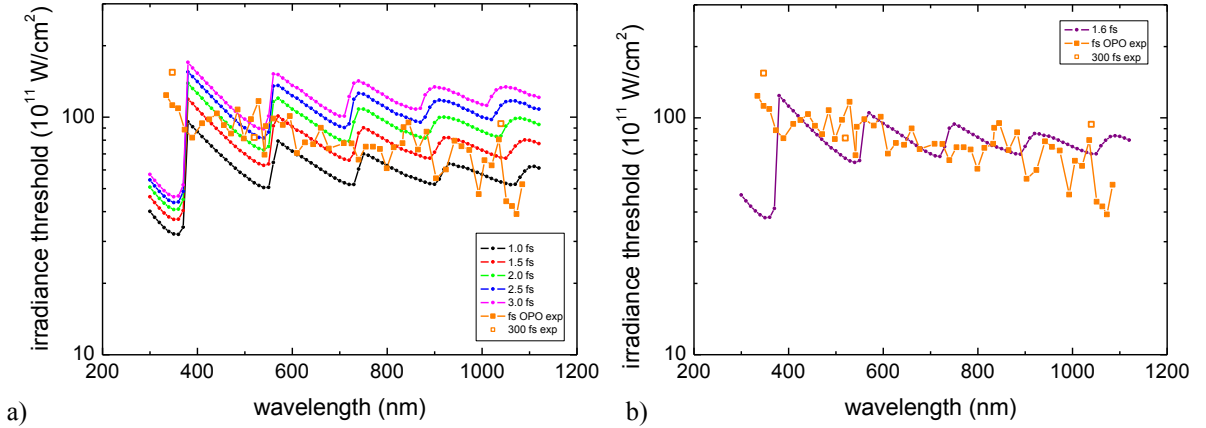 irradiance threshold (10¹¹ W/cm²)
100
10
1.0 fs
1.5 fs
2.0 fs
2.5 fs
3.0 fs
fs OPO exp
300 fs exp
200 400 600 800 1000 1200
wavelength (nm)
a)
irradiance threshold (10¹¹ W/cm²)
100
10
1.6 fs
fs OPO exp
300 fs exp
200 400 600 800 1000 1200
wavelength (nm)
b)